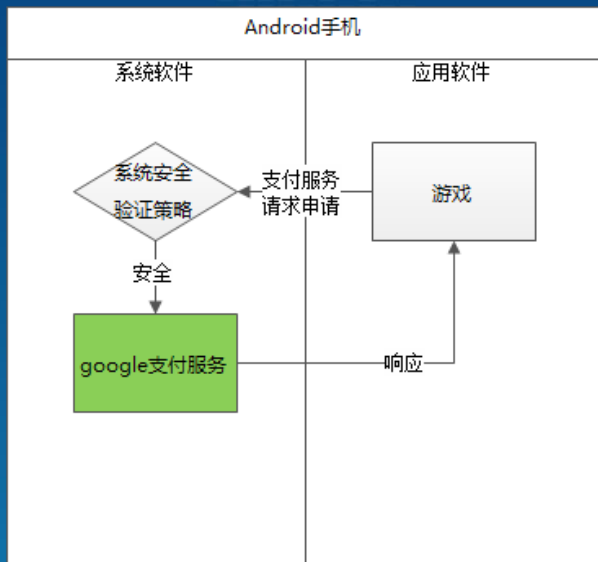 Android手机
系统软件
应用软件
系统安全
验证策略
支付服务
请求申请
游戏
安全
google支付服务
响应